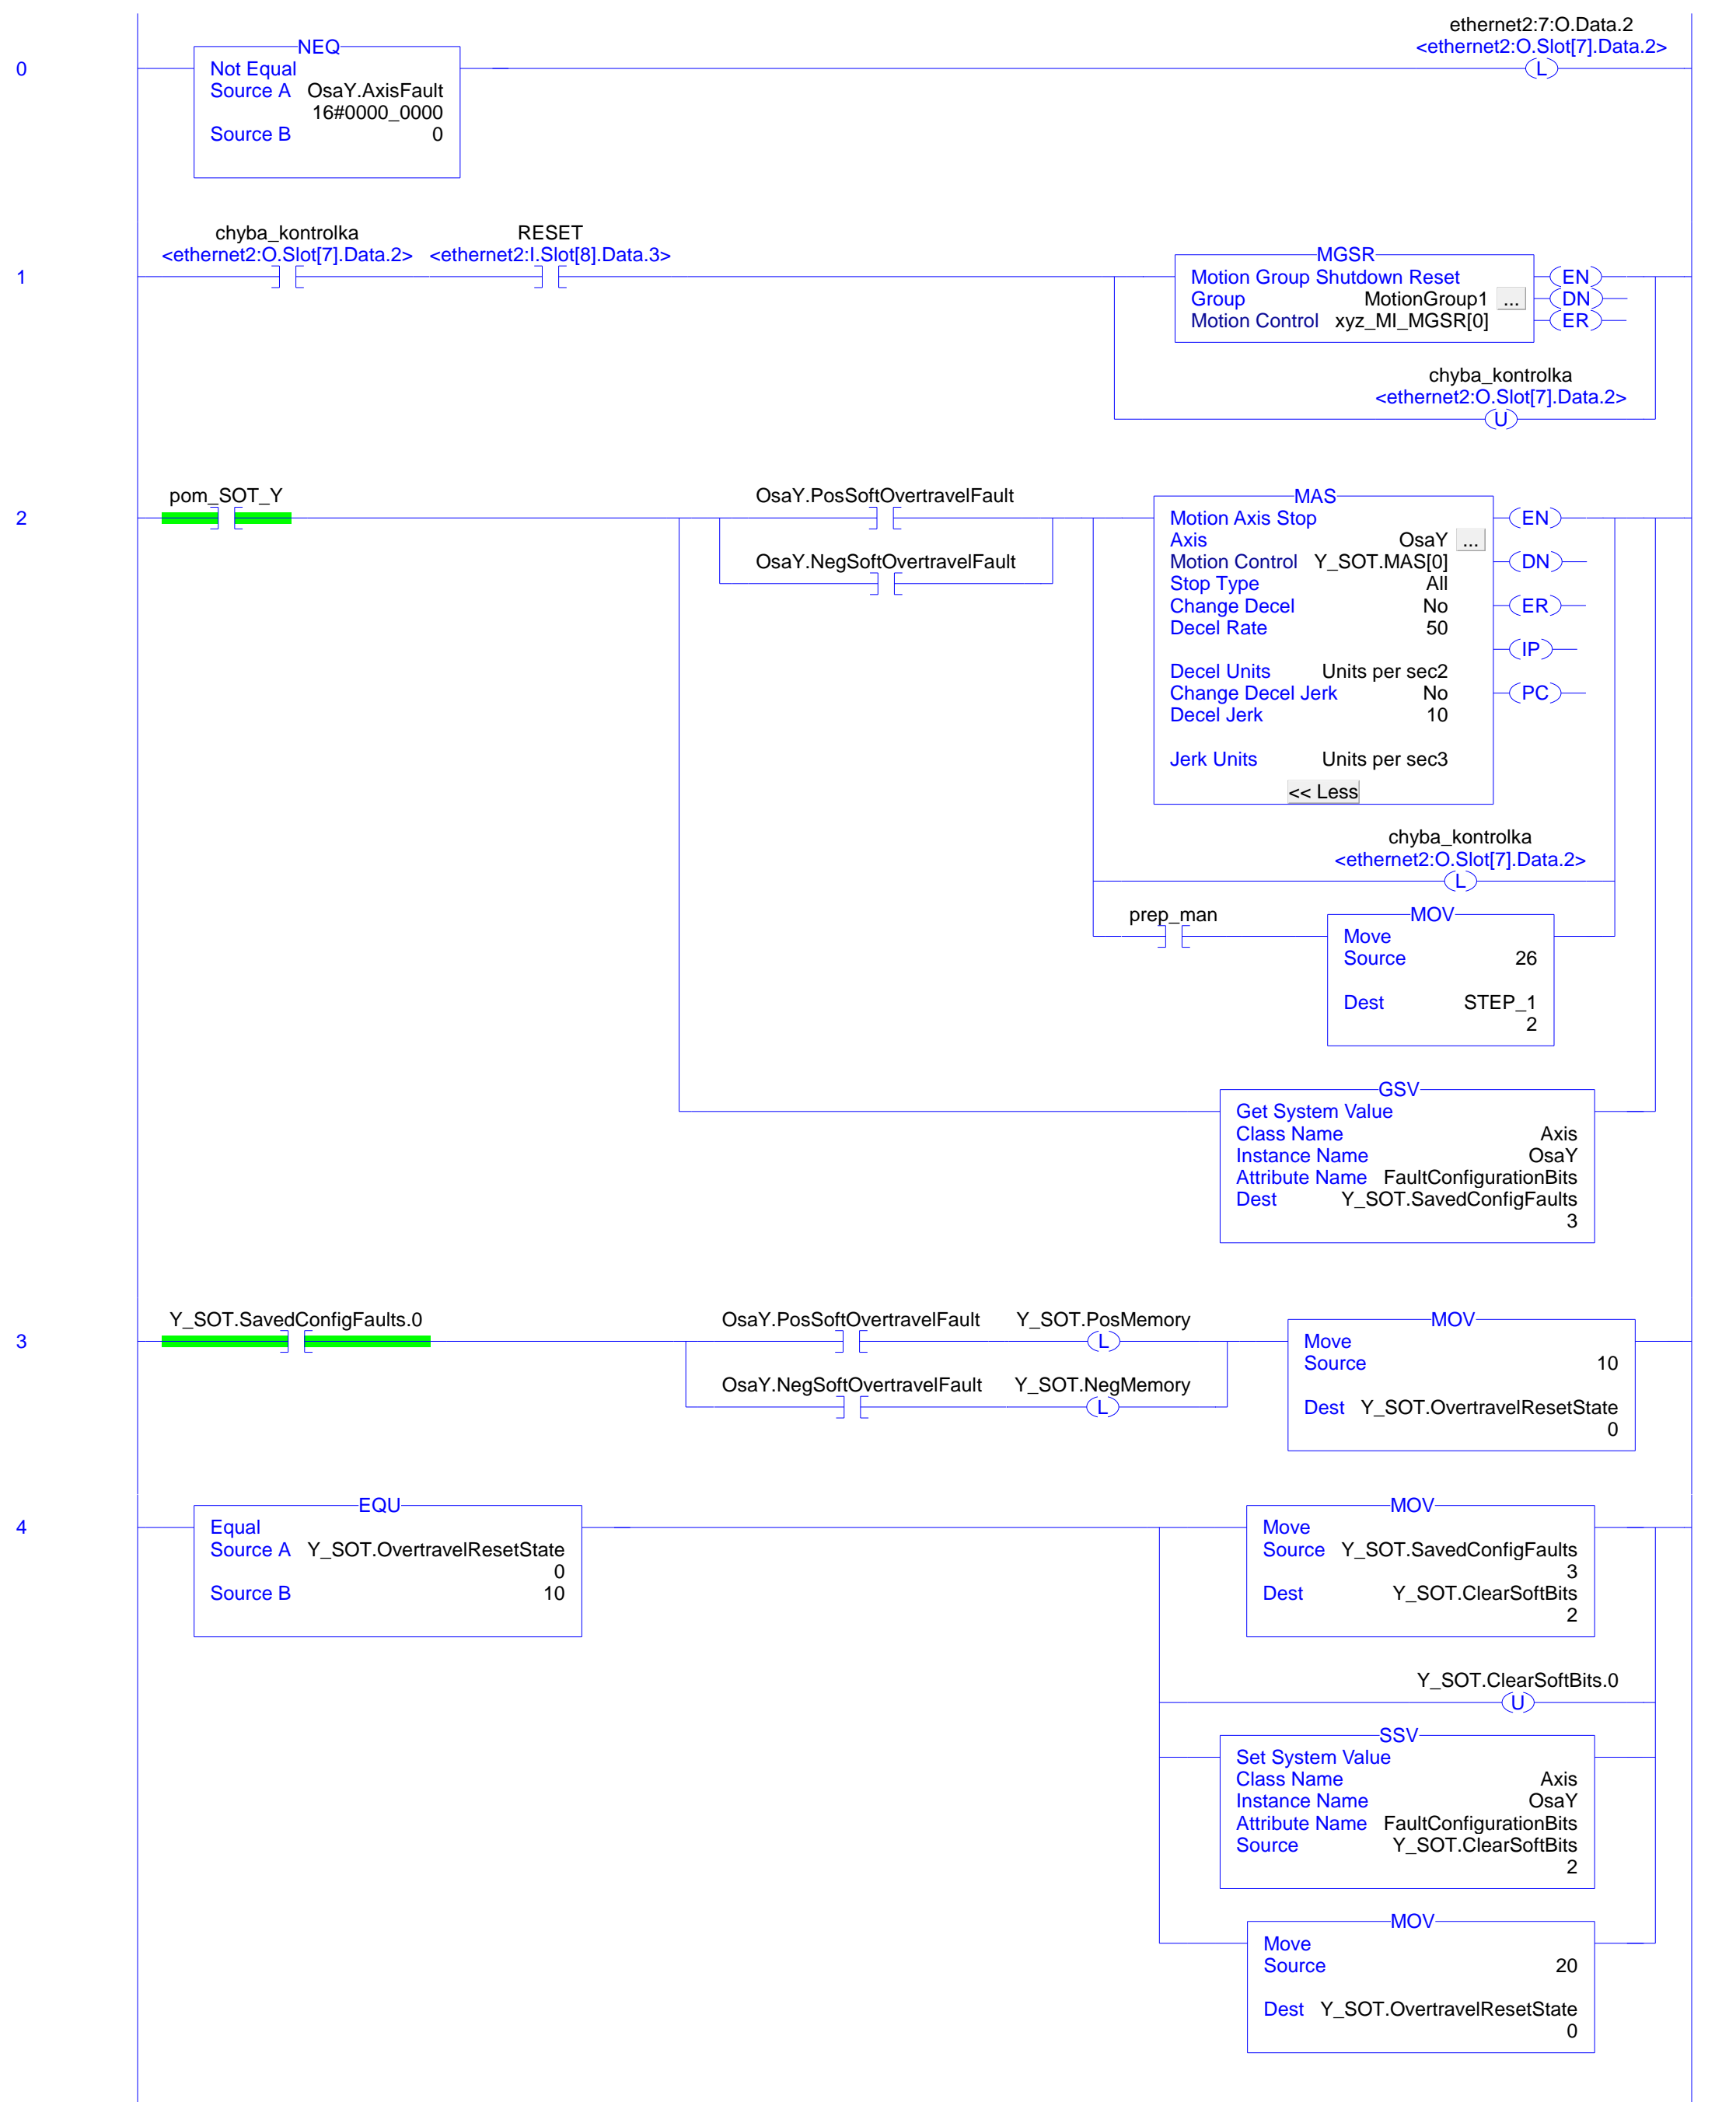 ethernet2:7:O.Data.2
<ethernet2:O.Slot[7].Data.2>
0
NEQ
Not Equal
Source A OsaY.AxisFault
16#0000_0000
Source B 0
L
chyba_kontrolka
<ethernet2:O.Slot[7].Data.2>
RESET
<ethernet2:I.Slot[8].Data.3>
1
MGSR
Motion Group Shutdown Reset
Group MotionGroup1 ...
Motion Control xyz_MI_MGSR[0]
EN
DN
ER
chyba_kontrolka
<ethernet2:O.Slot[7].Data.2>
U
2
pom_SOT_Y
OsaY.PosSoftOvertravelFault
OsaY.NegSoftOvertravelFault
MAS
Motion Axis Stop
Axis OsaY ...
Motion Control Y_SOT.MAS[0]
Stop Type All
Change Decel No
Decel Rate 50
Decel Units Units per sec2
Change Decel Jerk No
Decel Jerk 10
Jerk Units Units per sec3
<< Less
EN
DN
ER
IP
PC
chyba_kontrolka
<ethernet2:O.Slot[7].Data.2>
L
prep_man
MOV
Move
Source 26
Dest STEP_1
2
GSV
Get System Value
Class Name Axis
Instance Name OsaY
Attribute Name FaultConfigurationBits
Dest Y_SOT.SavedConfigFaults
3
3
Y_SOT.SavedConfigFaults.0
OsaY.PosSoftOvertravelFault
Y_SOT.PosMemory
L
OsaY.NegSoftOvertravelFault
Y_SOT.NegMemory
L
MOV
Move
Source 10
Dest Y_SOT.OvertravelResetState
0
4
EQU
Equal
Source A Y_SOT.OvertravelResetState
0
Source B 10
MOV
Move
Source Y_SOT.SavedConfigFaults
3
Dest Y_SOT.ClearSoftBits
2
Y_SOT.ClearSoftBits.0
U
SSV
Set System Value
Class Name Axis
Instance Name OsaY
Attribute Name FaultConfigurationBits
Source Y_SOT.ClearSoftBits
2
MOV
Move
Source 20
Dest Y_SOT.OvertravelResetState
0